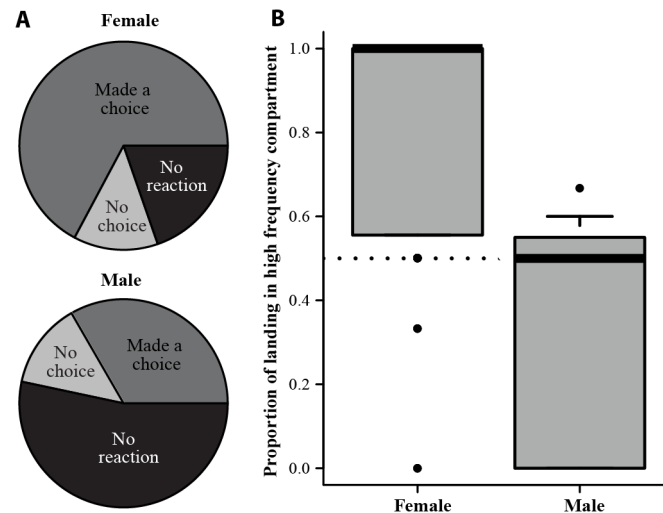 A
Female
Made a
choice
No
reaction
No
choice
Male
Made a
choice
No
choice
No
reaction
B
Proportion of landing in high frequency compartment
1.0
0.8
0.6
0.4
0.2
0.0
Female
Male